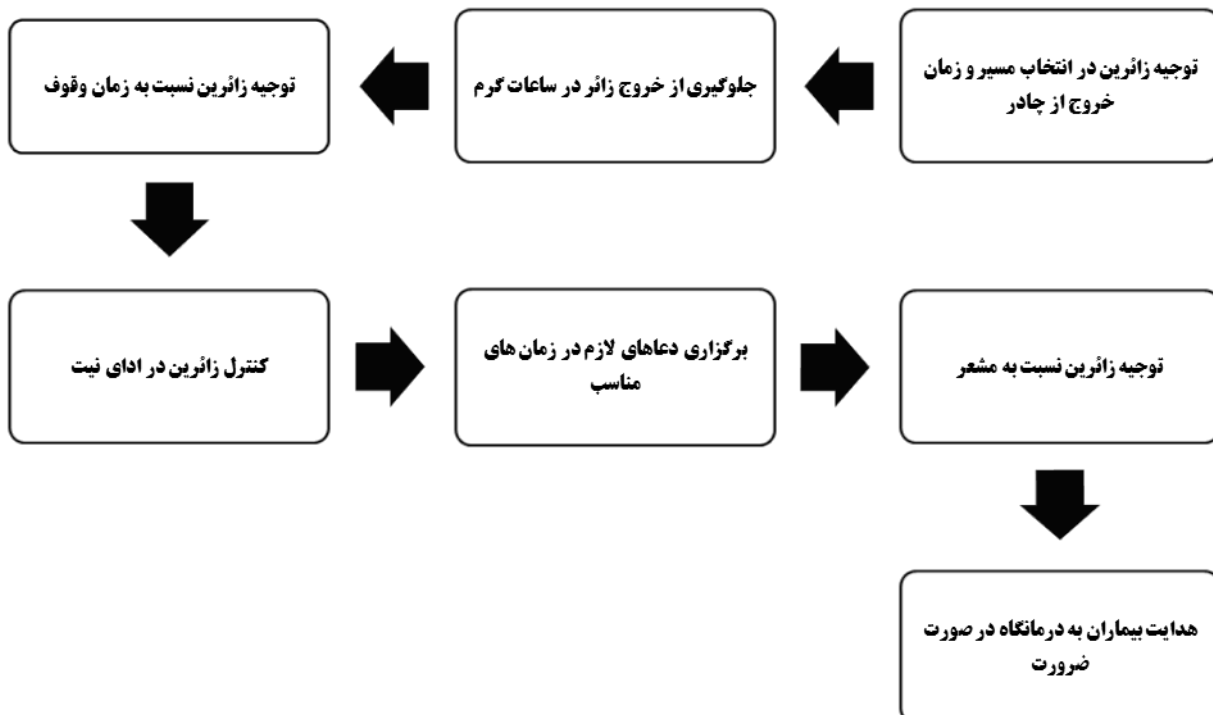 توجیه زائرین در انتخاب مسیر و زمان
خروج از چادر
جلوگیری از خروج زائر در ساعات گرم
توجیه زائرین نسبت به زمان وقوف
کنترل زائرین در ادای نیت
برگزاری دعاهای لازم در زمان های
مناسب
توجیه زائرین نسبت به مشعر
هدایت بیماران به درمانگاه در صورت
ضرورت